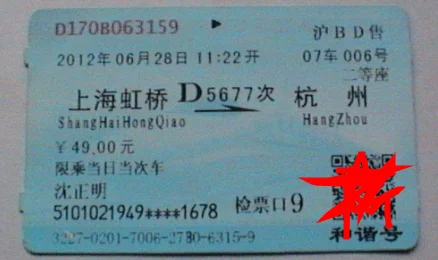 D170B063159 沪BD售
2012年06月28日11:22开 07车006号
二等座
上海虹桥 D5677次 杭州
ShangHaiHongQiao HangZhou
￥49.00元
限乘当日当次车
沈正明
5101021949****1678 检票口9
3227-0201-7006-2780-6315-9 和谐号